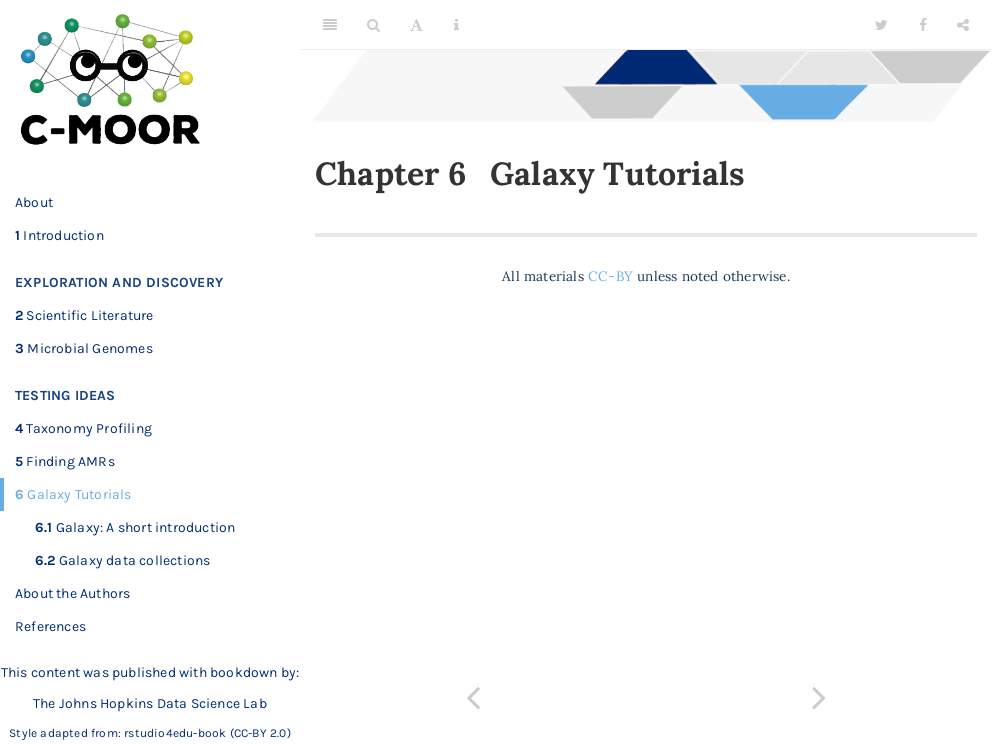 C-MOOR
About
1 Introduction
EXPLORATION AND DISCOVERY
2 Scientific Literature
3 Microbial Genomes
TESTING IDEAS
4 Taxonomy Profiling
5 Finding AMRs
6 Galaxy Tutorials
6.1 Galaxy: A short introduction
6.2 Galaxy data collections
About the Authors
References
This content was published with bookdown by:
The Johns Hopkins Data Science Lab
Style adapted from: rstudio4edu-book (CC-BY 2.0)
A
Chapter 6 Galaxy Tutorials
All materials CC-BY unless noted otherwise.